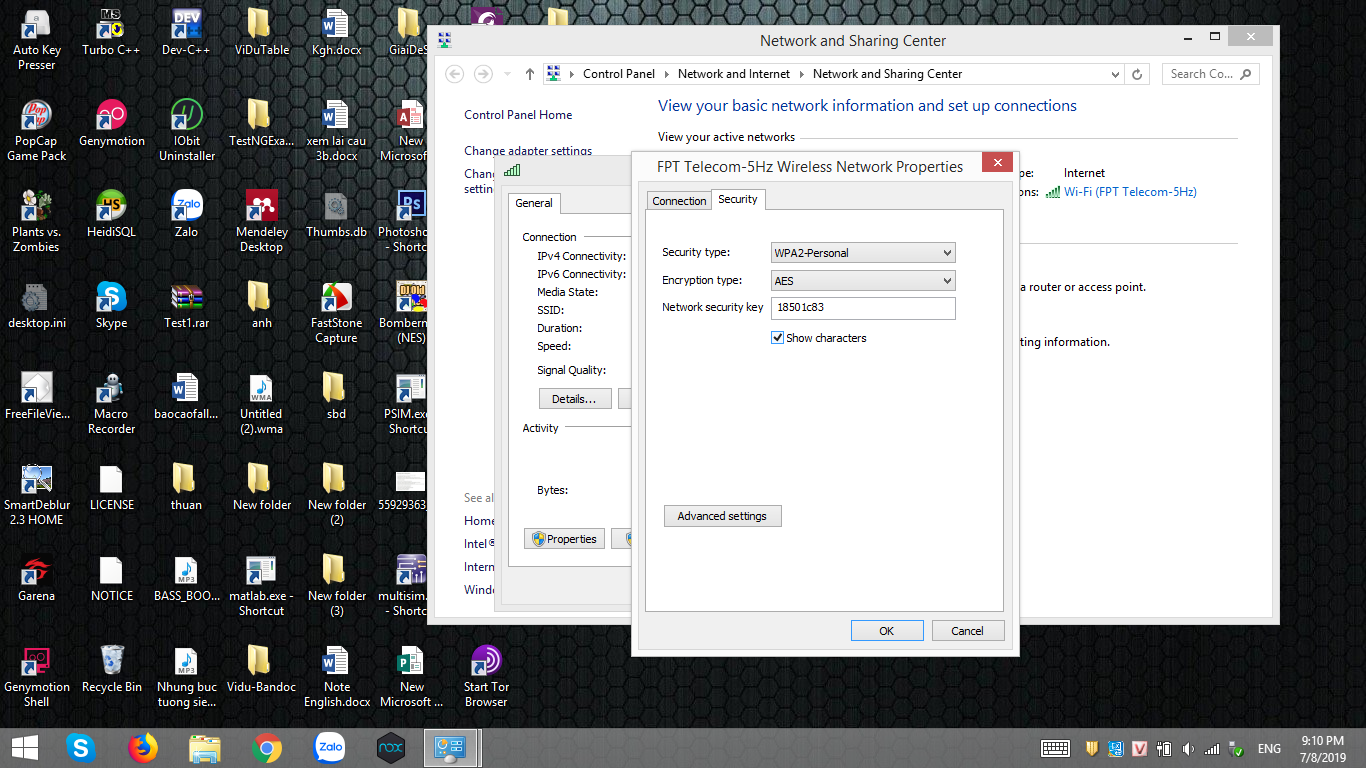 Auto Key
Presser
Turbo C++
Dev-C++
ViDuTable
Kgh.docx
GiaiDeS
PopCap
Game Pack
Genymotion
IObit
Uninstaller
TestNGExa...
xem lai cau
3b.docx
New
Microsof
Plants vs.
Zombies
HeidiSQL
Zalo
Mendeley
Desktop
Thumbs.db
Photosho
- Shortc
desktop.ini
Skype
Test1.rar
anh
FastStone
Capture
Bomberm
(NES)
FreeFileVie...
Macro
Recorder
baocaofall...
Untitled
(2).wma
sbd
PSIM.exe
Shortcu
SmartDeblur
2.3 HOME
LICENSE
thuan
New folder
New folder
(2)
55929363
Garena
NOTICE
BASS_BOO...
matlab.exe -
Shortcut
New folder
(3)
multisim.
- Shortc
Genymotion
Shell
Recycle Bin
Nhung buc
tuong sie...
Vidu-Bandoc
Note
English.docx
New
Microsoft ...
Start Tor
Browser
Network and Sharing Center
Control Panel
Network and Internet
Network and Sharing Center
Search Co...
Control Panel Home
Change adapter settings
Chang
settin
View your basic network information and set up connections
View your active networks
pe: Internet
ons: Wi-Fi (FPT Telecom-5Hz)
a router or access point.
ting information.
See al
Home
Intel®
Intern
Windo
General
Connection
IPv4 Connectivity:
IPv6 Connectivity:
Media State:
SSID:
Duration:
Speed:
Signal Quality:
Details...
Activity
Bytes:
Properties
FPT Telecom-5Hz Wireless Network Properties
Connection
Security
Security type: WPA2-Personal
Encryption type: AES
Network security key 18501c83
Show characters
Advanced settings
OK
Cancel
Zalo
nox
ENG
9:10 PM
7/8/2019